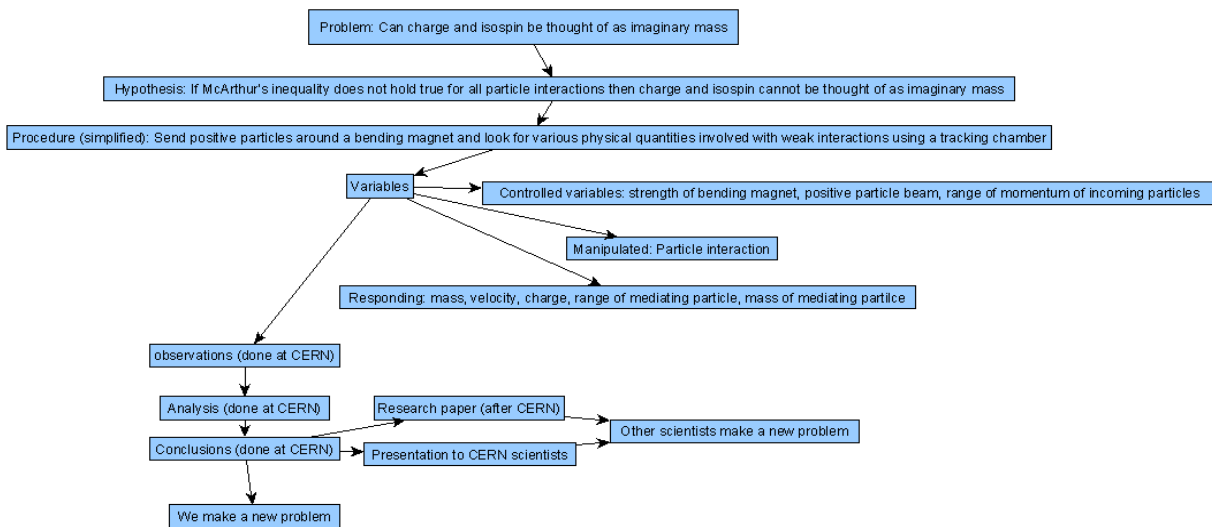 Problem: Can charge and isospin be thought of as imaginary mass
Hypothesis: If McArthur's inequality does not hold true for all particle interactions then charge and isospin cannot be thought of as imaginary mass
Procedure (simplified): Send positive particles around a bending magnet and look for various physical quantities involved with weak interactions using a tracking chamber
Variables
Controlled variables: strength of bending magnet, positive particle beam, range of momentum of incoming particles
Manipulated: Particle interaction
Responding: mass, velocity, charge, range of mediating particle, mass of mediating partilce
observations (done at CERN)
Analysis (done at CERN)
Research paper (after CERN)
Other scientists make a new problem
Conclusions (done at CERN)
Presentation to CERN scientists
We make a new problem